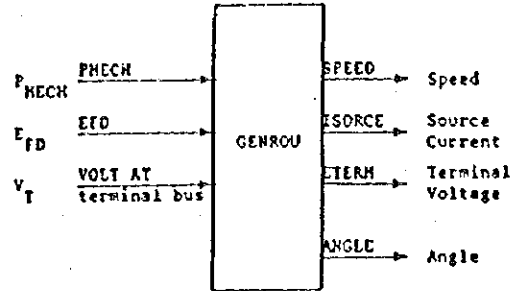 P_MECH PMECH
E_FD EFD
V_T VOLT AT
terminal bus
GENROU
SPEED Speed
ISORCE Source
Current
ETERM Terminal
Voltage
ANGLE Angle